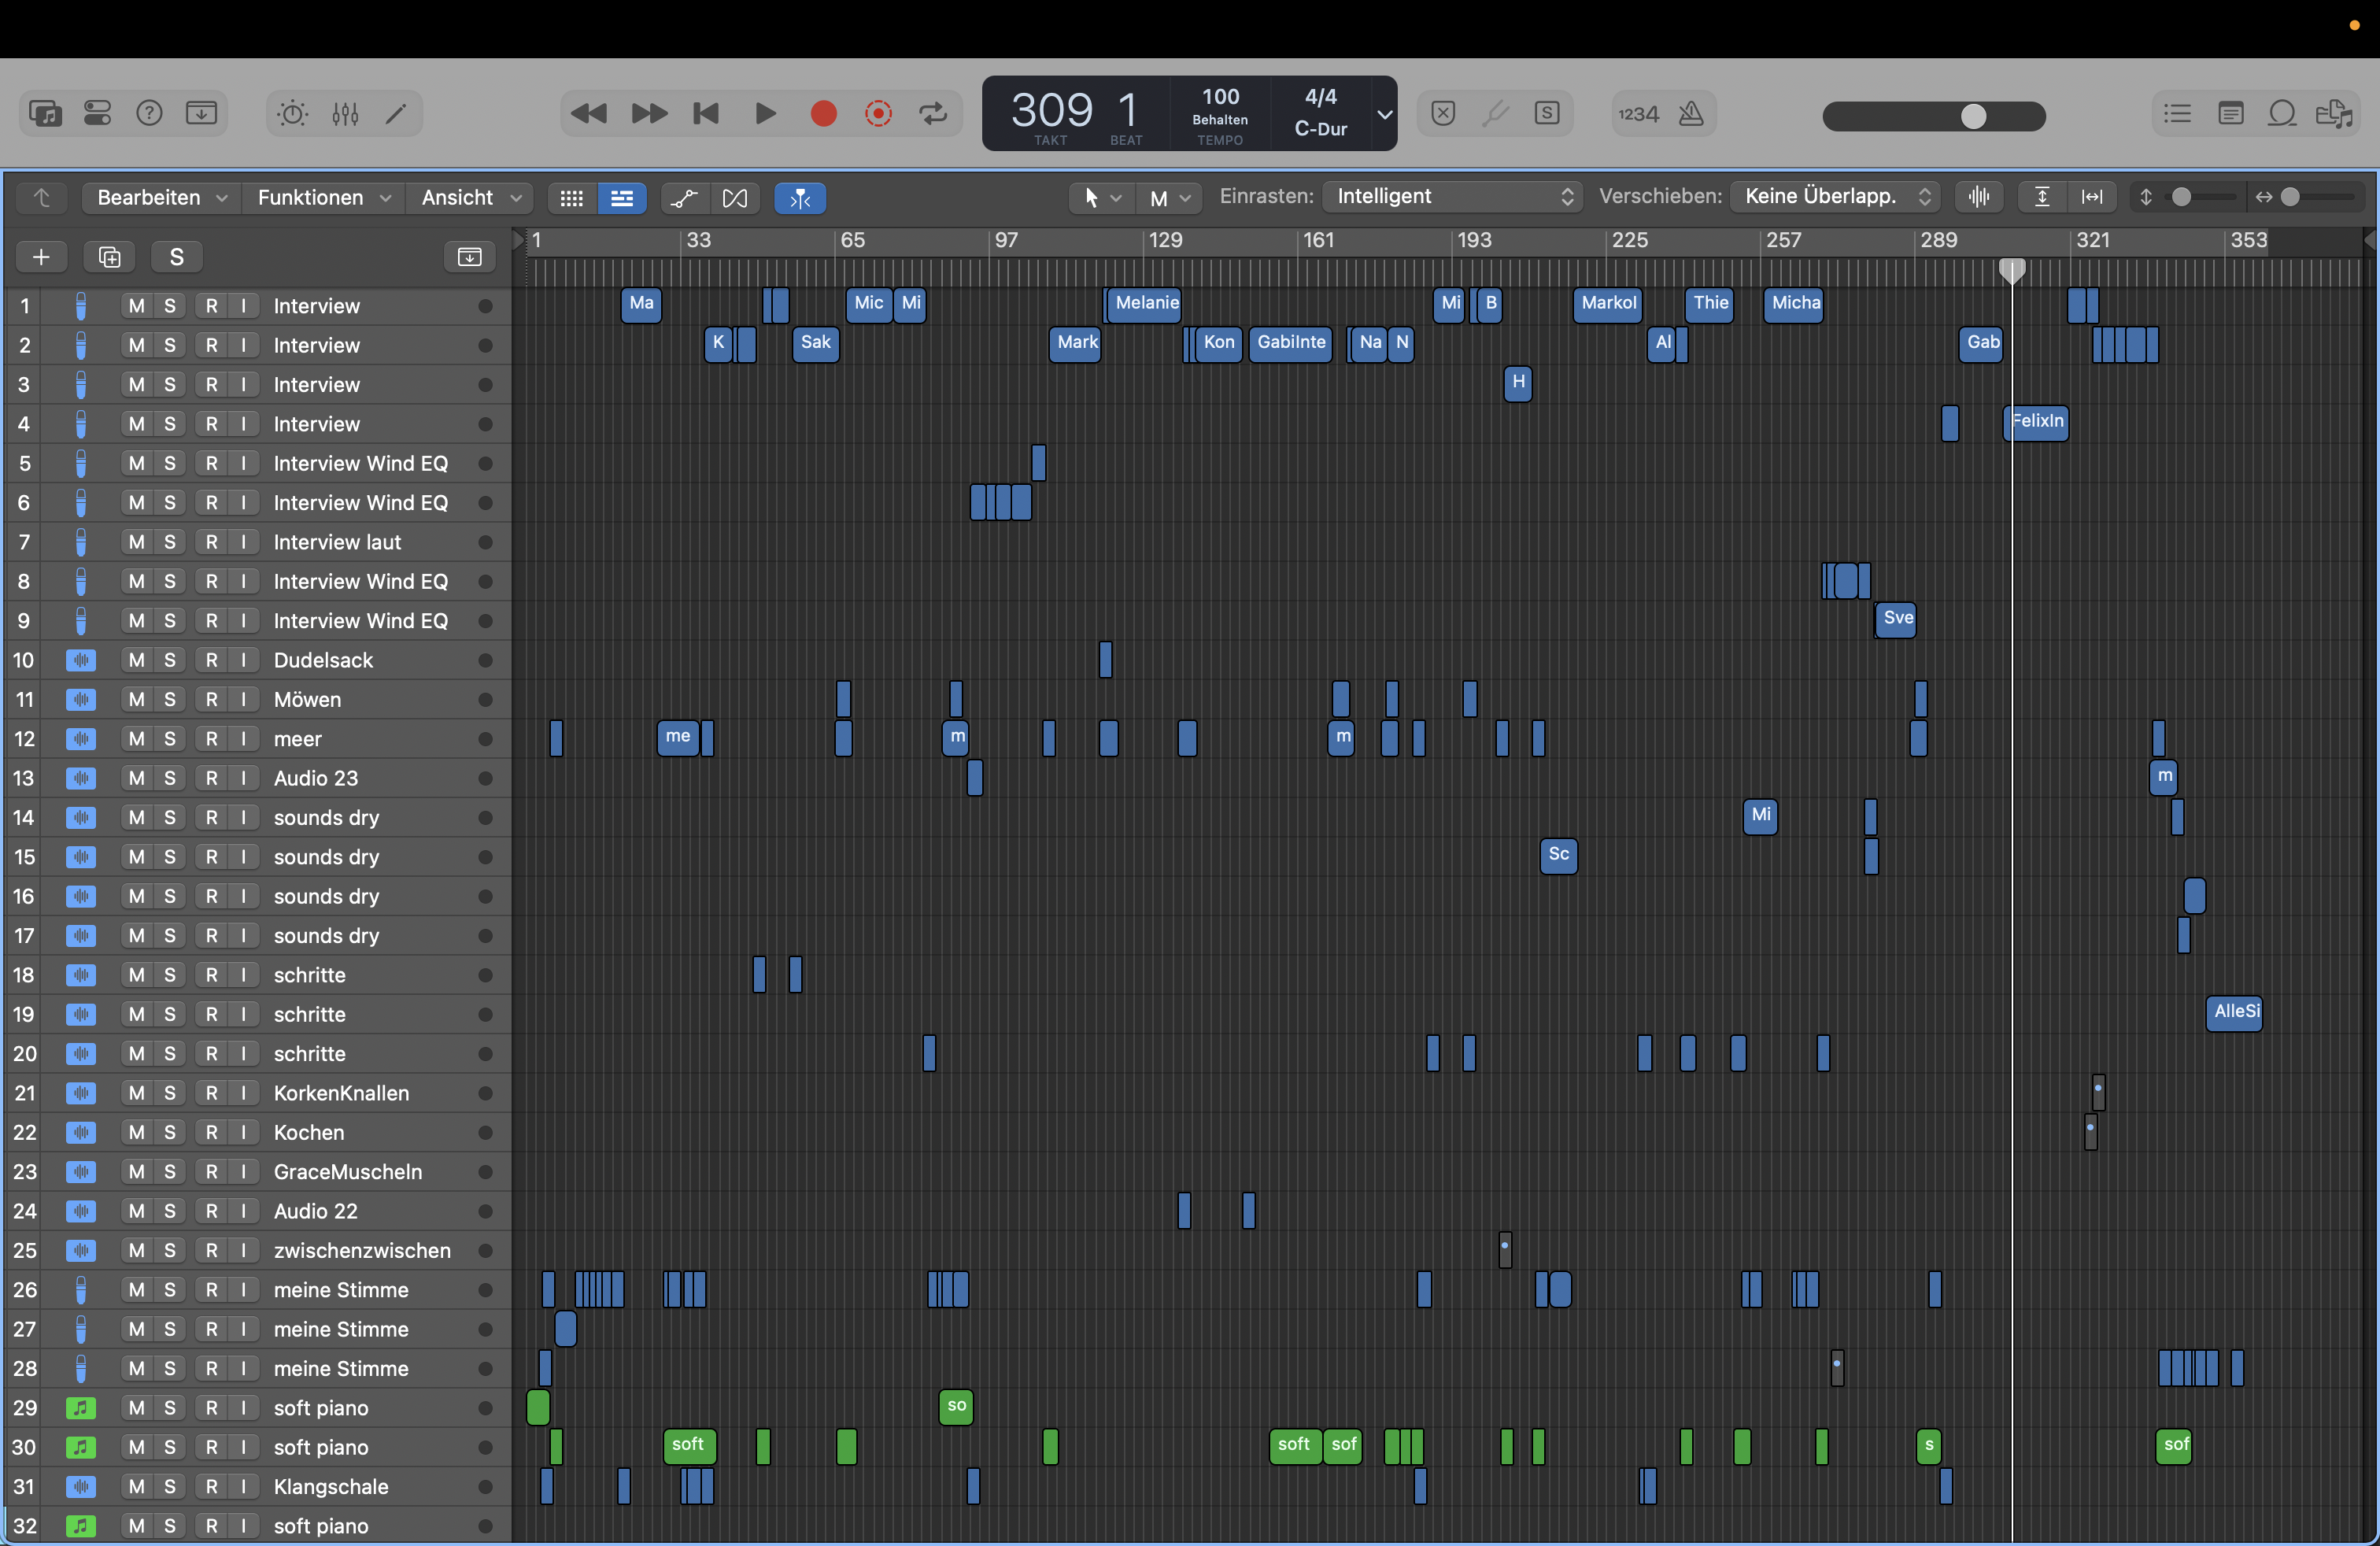 309 1 100 4/4
Behalten C-Dur
TAKT BEAT TEMPO
1234
S
Bearbeiten Funktionen Ansicht M Einrasten: Intelligent Verschieben: Keine Überlapp.
S
1 33 65 97 129 161 193 225 257 289 321 353
1 M S R I Interview Ma Mic Mi Melanie Mi B Markol Thie Micha
2 M S R I Interview K Sak Mark Kon GabiInte Na N Al Gab
3 M S R I Interview H
4 M S R I Interview FelixIn
5 M S R I Interview Wind EQ
6 M S R I Interview Wind EQ
7 M S R I Interview laut
8 M S R I Interview Wind EQ
9 M S R I Interview Wind EQ Sve
10 M S R I Dudelsack
11 M S R I Möwen
12 M S R I meer me m m
13 M S R I Audio 23 m
14 M S R I sounds dry Mi
15 M S R I sounds dry Sc
16 M S R I sounds dry
17 M S R I sounds dry
18 M S R I schritte
19 M S R I schritte AlleSi
20 M S R I schritte
21 M S R I KorkenKnallen
22 M S R I Kochen
23 M S R I GraceMuscheln
24 M S R I Audio 22
25 M S R I zwischenzwischen
26 M S R I meine Stimme
27 M S R I meine Stimme
28 M S R I meine Stimme
29 M S R I soft piano so
30 M S R I soft piano soft soft sof s sof
31 M S R I Klangschale
32 M S R I soft piano